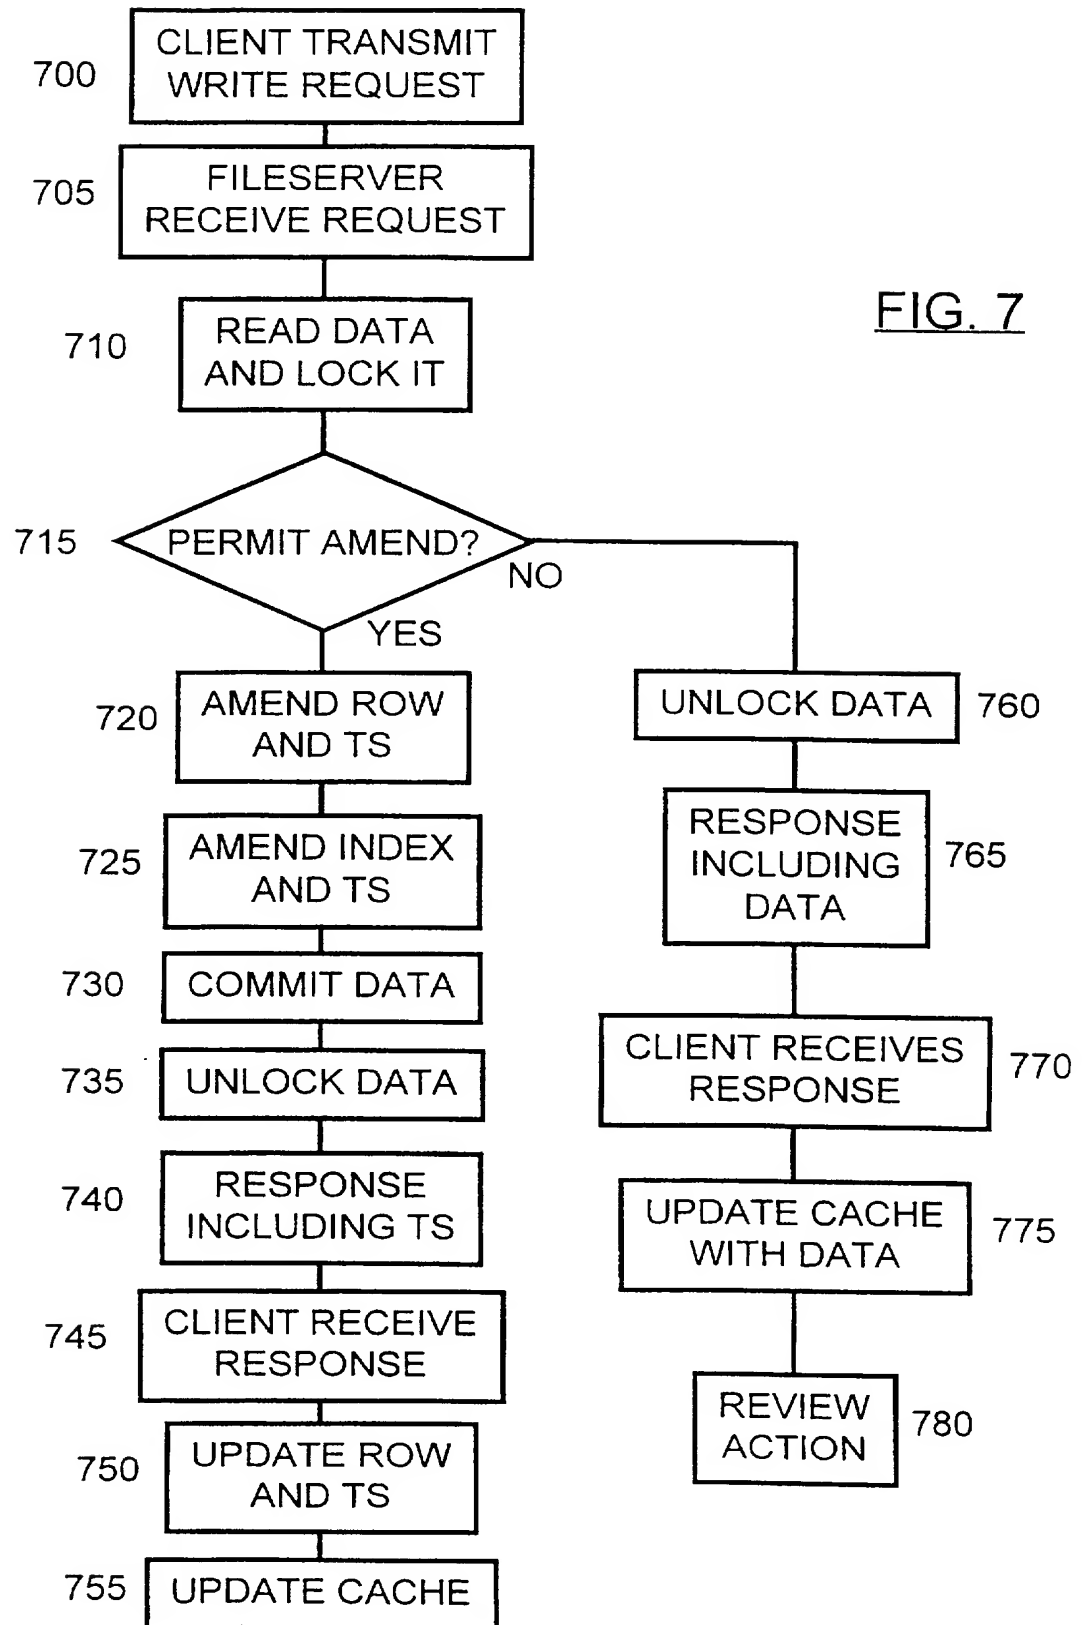 700
CLIENT TRANSMIT
WRITE REQUEST
705
FILESERVER
RECEIVE REQUEST
FIG. 7
710
READ DATA
AND LOCK IT
715
PERMIT AMEND?
NO
YES
720
AMEND ROW
AND TS
725
AMEND INDEX
AND TS
730
COMMIT DATA
735
UNLOCK DATA
740
RESPONSE
INCLUDING TS
745
CLIENT RECEIVE
RESPONSE
750
UPDATE ROW
AND TS
755
UPDATE CACHE
UNLOCK DATA
760
RESPONSE
INCLUDING
DATA
765
CLIENT RECEIVES
RESPONSE
770
UPDATE CACHE
WITH DATA
775
REVIEW
ACTION
780